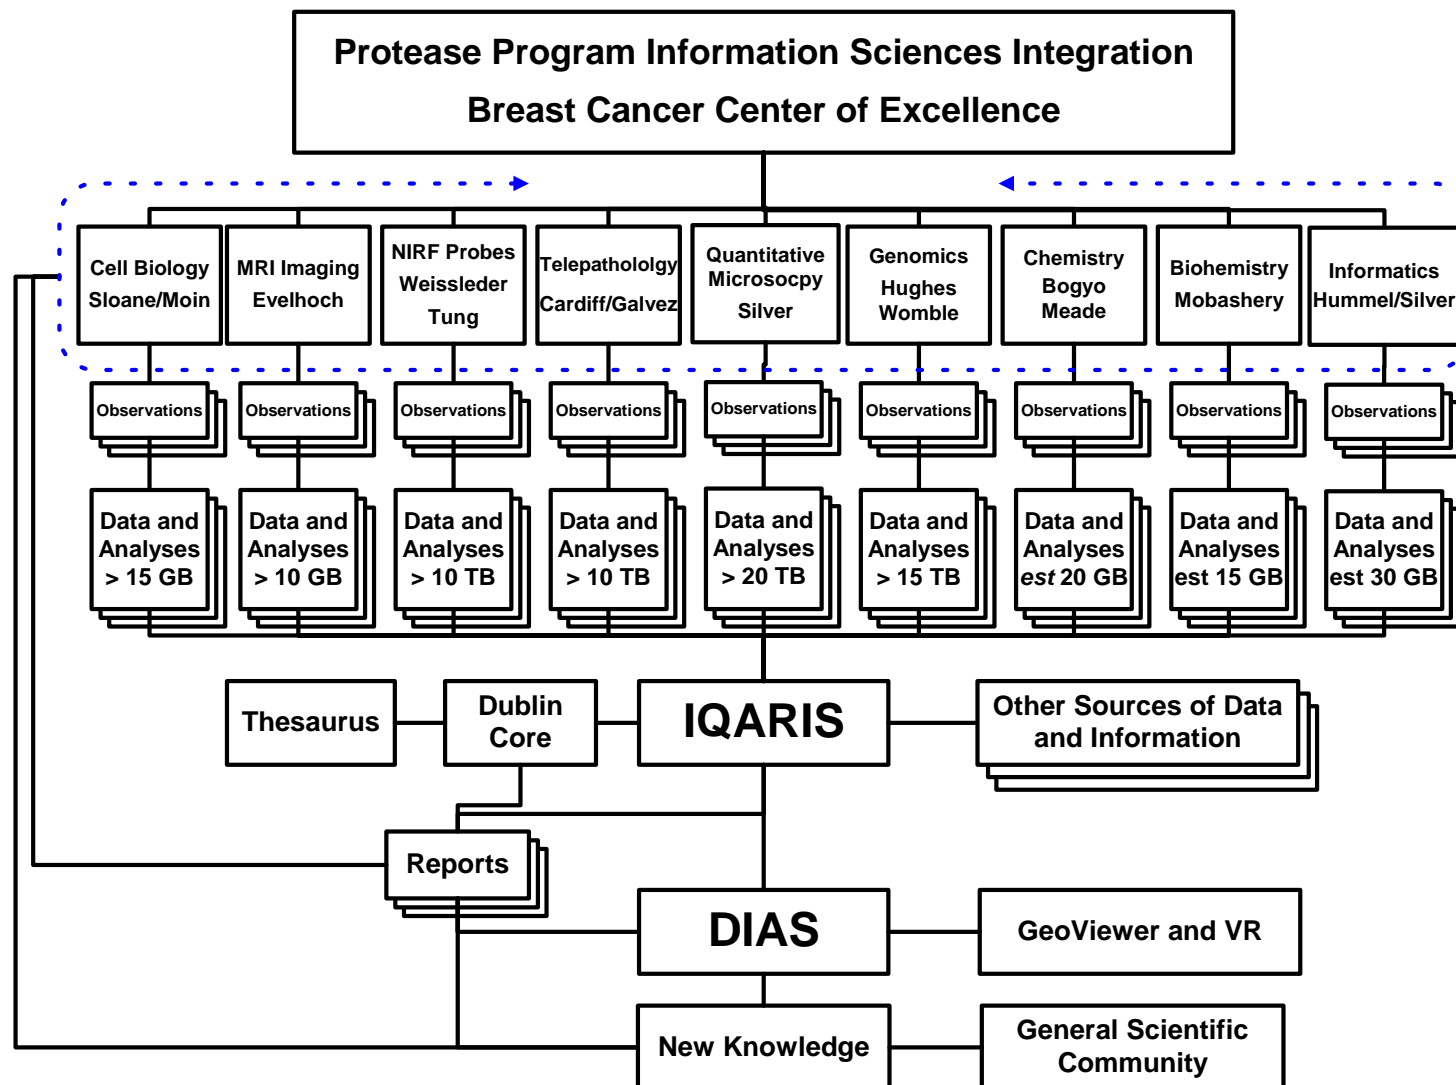 Protease Program Information Sciences Integration
Breast Cancer Center of Excellence
Cell Biology
Sloane/Moin
MRI Imaging
Evelhoch
NIRF Probes
Weissleder
Tung
Telepathololgy
Cardiff/Galvez
Quantitative
Microsocpy
Silver
Genomics
Hughes
Womble
Chemistry
Bogyo
Meade
Biohemistry
Mobashery
Informatics
Hummel/Silver
Observations
Observations
Observations
Observations
Observations
Observations
Observations
Observations
Observations
Data and
Analyses
> 15 GB
Data and
Analyses
> 10 GB
Data and
Analyses
> 10 TB
Data and
Analyses
> 10 TB
Data and
Analyses
> 20 TB
Data and
Analyses
> 15 TB
Data and
Analyses
est 20 GB
Data and
Analyses
est 15 GB
Data and
Analyses
est 30 GB
Thesaurus
Dublin
Core
IQARIS
Other Sources of Data
and Information
Reports
DIAS
GeoViewer and VR
New Knowledge
General Scientific
Community